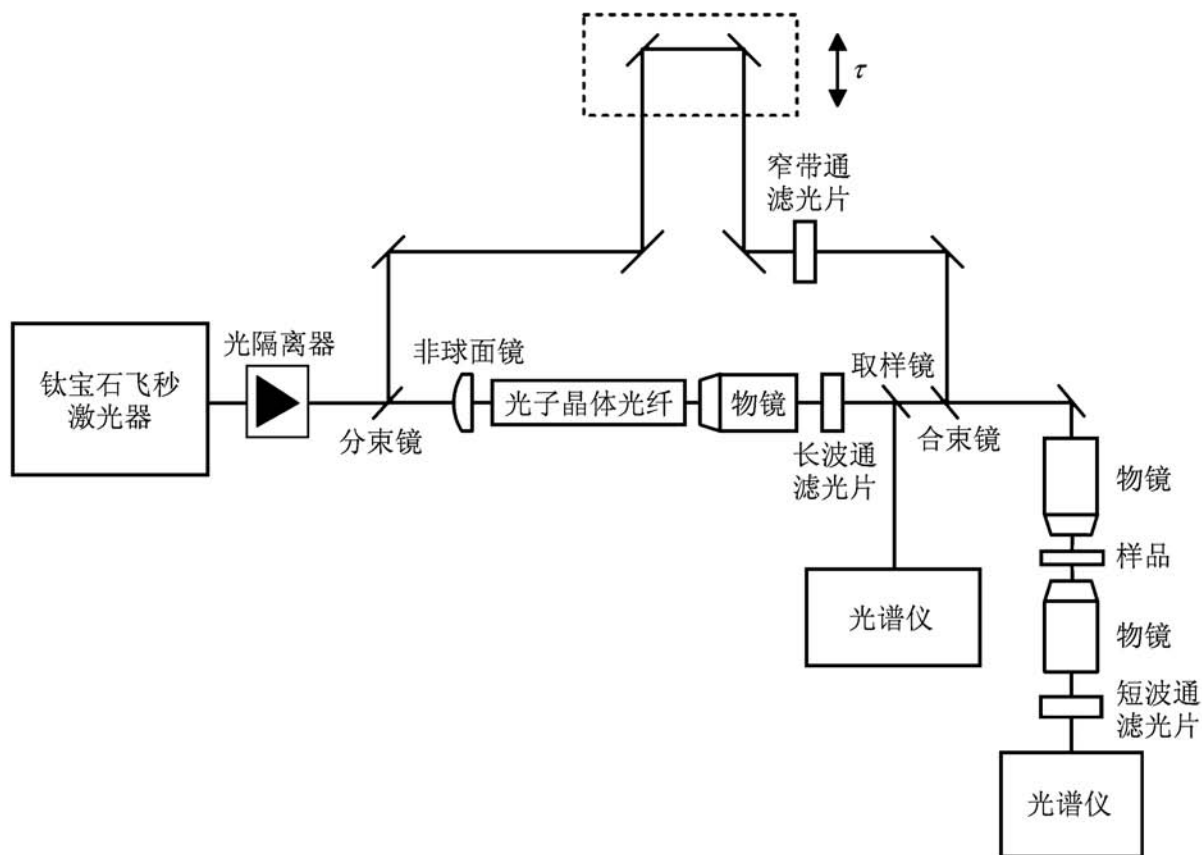 τ
窄带通
滤光片
钛宝石飞秒
激光器
光隔离器
分束镜
非球面镜
光子晶体光纤
物镜
长波通
滤光片
取样镜
合束镜
光谱仪
物镜
样品
物镜
短波通
滤光片
光谱仪